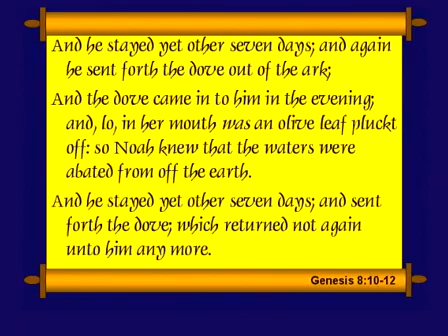 And he stayed yet other seven days; and again
he sent forth the dove out of the ark;
And the dove came in to him in the evening;
and, lo, in her mouth was an olive leaf pluckt
off: so Noah knew that the waters were
abated from off the earth.
And he stayed yet other seven days; and sent
forth the dove; which returned not again
unto him any more.
Genesis 8:10-12